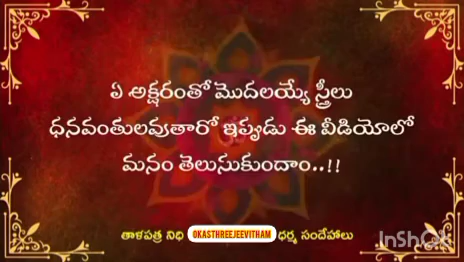 ఏ అక్షరంతో మొదలయ్యే స్త్రీలు
ధనవంతులవుతారో ఇప్పుడు ఈ వీడియోలో
మనం తెలుసుకుందాం..!!
తాళపత్ర నిధి OKASTHREEJEEVITHAM ధర్మ సందేహాలు
InShOt